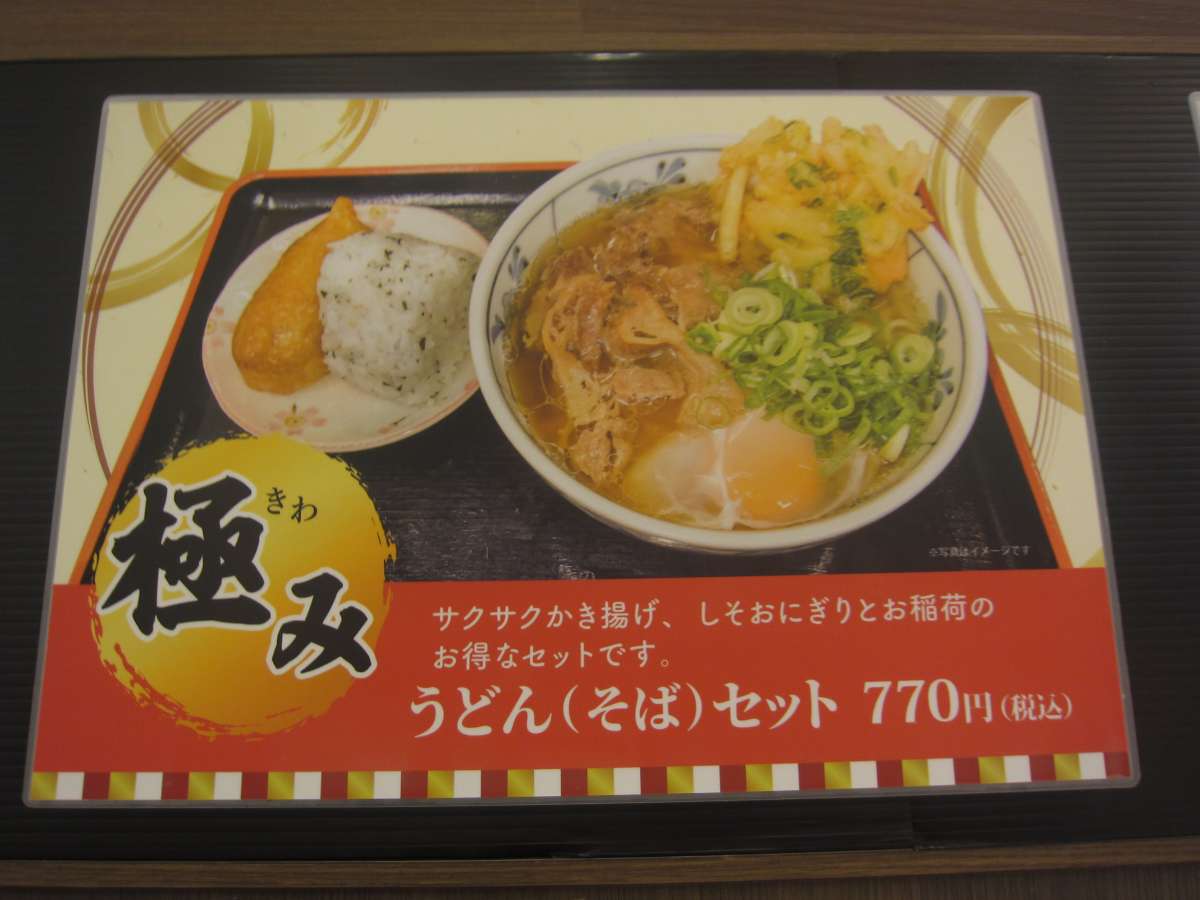 きわ
極み
※写真はイメージです
サクサクかき揚げ、しそおにぎりとお稲荷の
お得なセットです。
うどん(そば)セット 770円(税込)